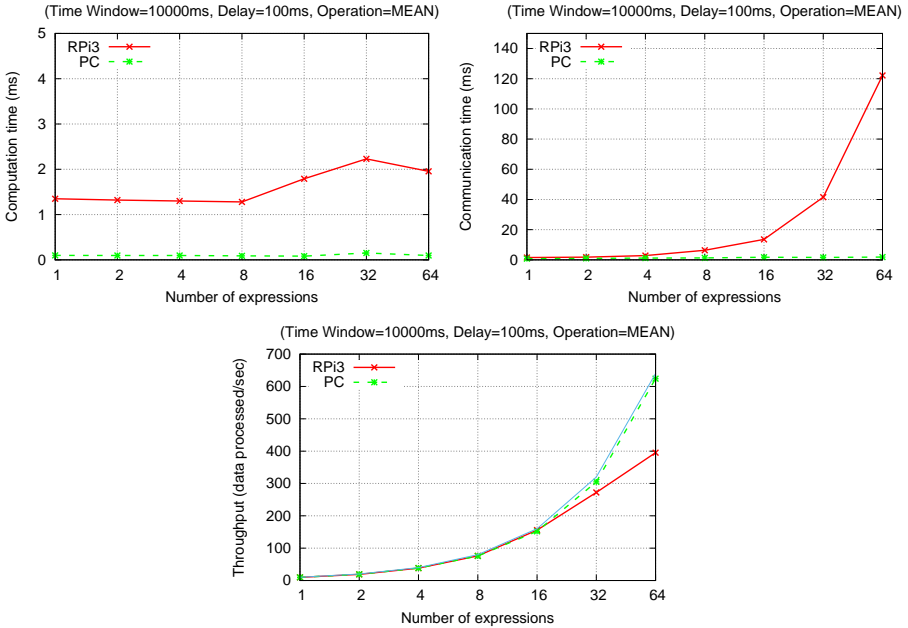 (Time Window=10000ms, Delay=100ms, Operation=MEAN)
5
4
3
2
1
0
Computation time (ms)
RPi3
PC
1 2 4 8 16 32 64
Number of expressions
(Time Window=10000ms, Delay=100ms, Operation=MEAN)
140
120
100
80
60
40
20
0
Communication time (ms)
RPi3
PC
1 2 4 8 16 32 64
Number of expressions
(Time Window=10000ms, Delay=100ms, Operation=MEAN)
700
600
500
400
300
200
100
0
Throughput (data processed/sec)
RPi3
PC
1 2 4 8 16 32 64
Number of expressions